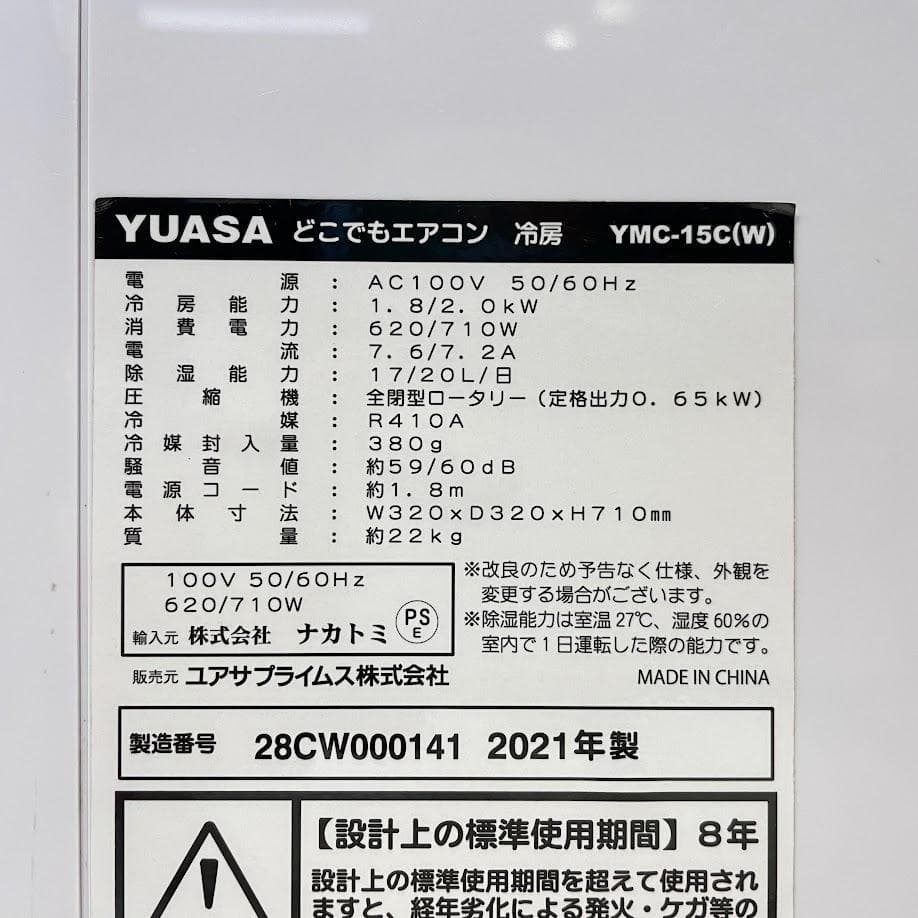 YUASA どこでもエアコン 冷房 YMC-15C(W)
電源 : AC100V 50/60Hz
冷房能力 : 1.8/2.0kW
消費電力 : 620/710W
電流 : 7.6/7.2A
除湿能力 : 17/20L/日
圧縮機 : 全閉型ロータリー(定格出力0.65kW)
冷媒 : R410A
冷媒封入量 : 380g
騒音値 : 約59/60dB
電源コード : 約1.8m
本体寸法 : W320xD320xH710mm
質量 : 約22kg
100V 50/60Hz
620/710W
輸入元 株式会社 ナカトミ
PS
E
※改良のため予告なく仕様、外観を
変更する場合がございます。
※除湿能力は室温27℃、湿度60%の
室内で1日運転した際の能力です。
販売元 ユアサプライムス株式会社
MADE IN CHINA
製造番号 28CW000141 2021年製
【設計上の標準使用期間】8年
設計上の標準使用期間を超えて使用され
ますと、経年劣化による発火・ケガ等の